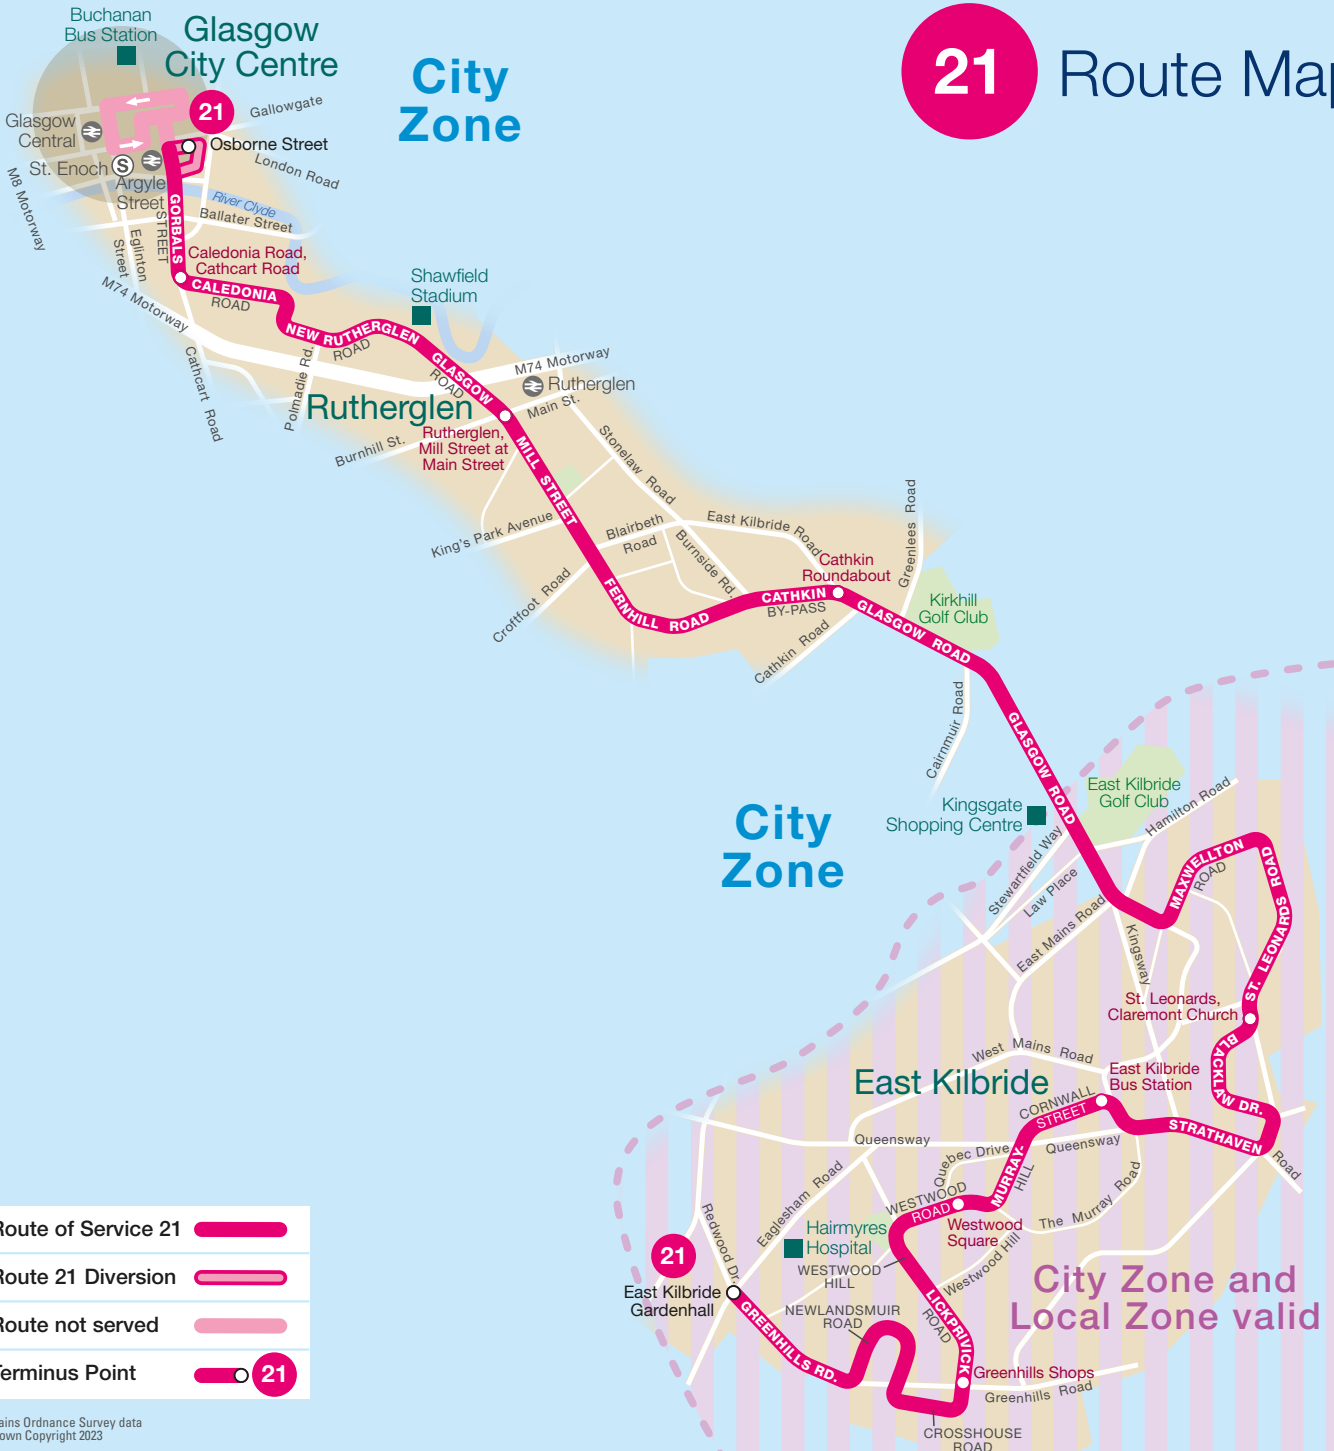 Buchanan
Bus Station
Glasgow
City Centre
City
Zone
21
Route Map
21
Gallowgate
Glasgow
Central
Osborne Street
St. Enoch
S
London Road
Argyle
Street
M8 Motorway
River Clyde
Ballater Street
GORBALS
STREET
Eglinton
Street
Caledonia Road,
Cathcart Road
CALEDONIA
ROAD
M74 Motorway
Shawfield
Stadium
NEW RUTHERGLEN
ROAD
GLASGOW
ROAD
M74 Motorway
Rutherglen
Cathcart Road
Polmadie Rd.
Rutherglen
Main St.
Burnhill St.
Rutherglen,
Mill Street at
Main Street
MILL STREET
Stonelaw Road
King's Park Avenue
Blairbeth
Road
East Kilbride Road
Greenlees Road
Burnside Rd.
Croftfoot Road
FERNHILL ROAD
Cathkin
Roundabout
CATHKIN
BY-PASS
Cathkin Road
GLASGOW ROAD
Kirkhill
Golf Club
Cairnmuir Road
GLASGOW ROAD
City
Zone
Kingsgate
Shopping Centre
East Kilbride
Golf Club
Hamilton Road
Stewartfield Way
Law Place
East Mains Road
MAXWELLTON
ROAD
ST. LEONARDS ROAD
Kingsway
St. Leonards,
Claremont Church
BLACKLAW DR.
West Mains Road
East Kilbride
East Kilbride
Bus Station
CORNWALL
STREET
STRATHAVEN
Road
Queensway
Queensway
Quebec Drive
MURRAY-
HILL
The Murray Road
Eaglesham Road
Redwood Dr.
WESTWOOD
ROAD
Westwood
Square
Westwood Hill
Hairmyres
Hospital
WESTWOOD
HILL
City Zone and
Local Zone valid
21
East Kilbride
Gardenhall
NEWLANDSMUIR
ROAD
LICKPRIVICK
ROAD
GREENHILLS RD.
Greenhills Shops
Greenhills Road
CROSSHOUSE
ROAD
Route of Service 21
Route 21 Diversion
Route not served
Terminus Point
21
ains Ordnance Survey data
own Copyright 2023